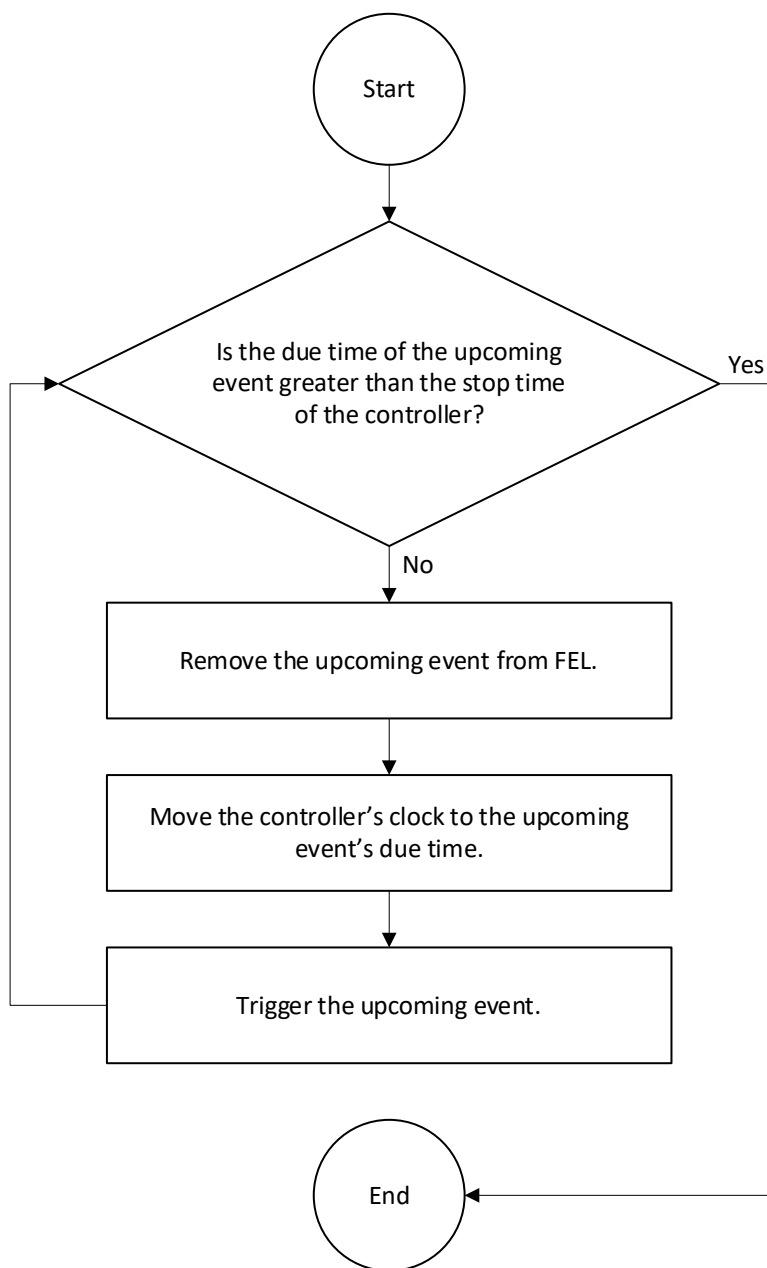 Start
Is the due time of the upcoming
event greater than the stop time
of the controller?
Yes
No
Remove the upcoming event from FEL.
Move the controller’s clock to the upcoming
event’s due time.
Trigger the upcoming event.
End